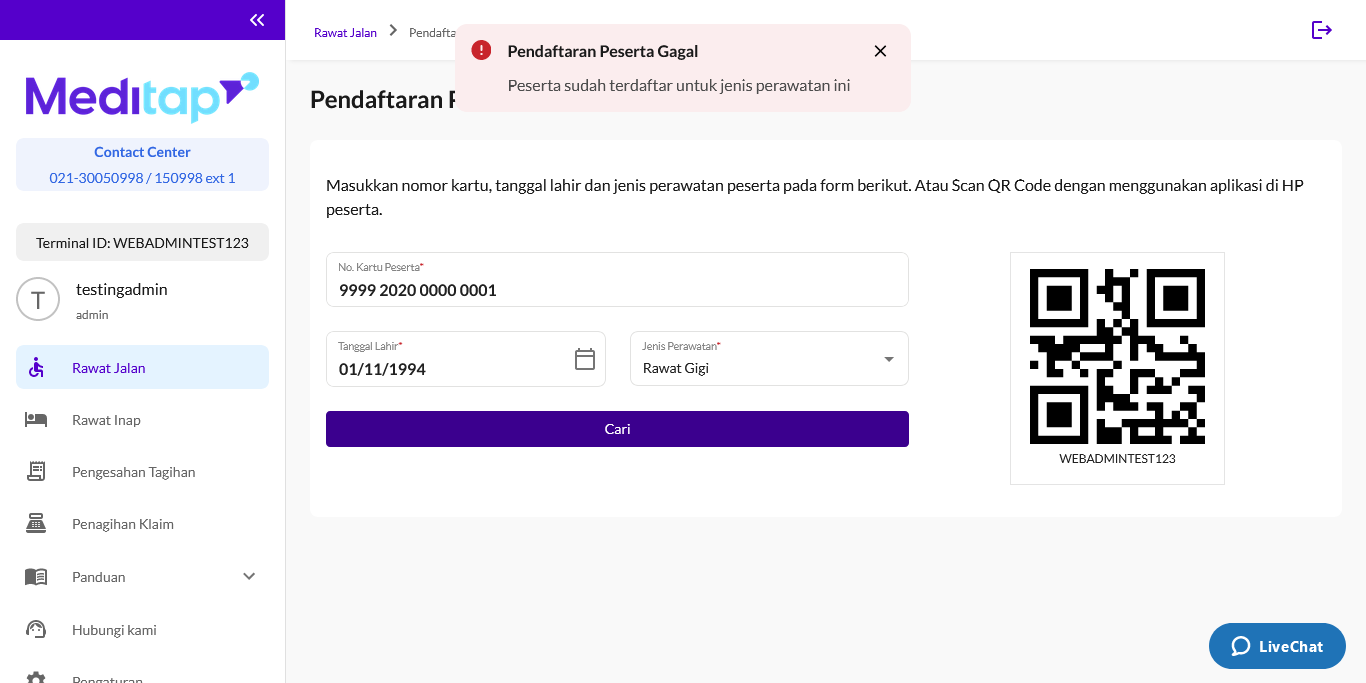 Meditap
Contact Center
021-30050998 / 150998 ext 1
Terminal ID: WEBADMINTEST123
T
testingadmin
admin
Rawat Jalan
Rawat Inap
Pengesahan Tagihan
Penagihan Klaim
Panduan
Hubungi kami
Pengaturan
Rawat Jalan
Pendaftaran Peserta Gagal
Peserta sudah terdaftar untuk jenis perawatan ini
Pendaftaran
Masukkan nomor kartu, tanggal lahir dan jenis perawatan peserta pada form berikut. Atau Scan QR Code dengan menggunakan aplikasi di HP
peserta.
No. Kartu Peserta*
9999 2020 0000 0001
Tanggal Lahir*
01/11/1994
Jenis Perawatan*
Rawat Gigi
Cari
WEBADMINTEST123
LiveChat